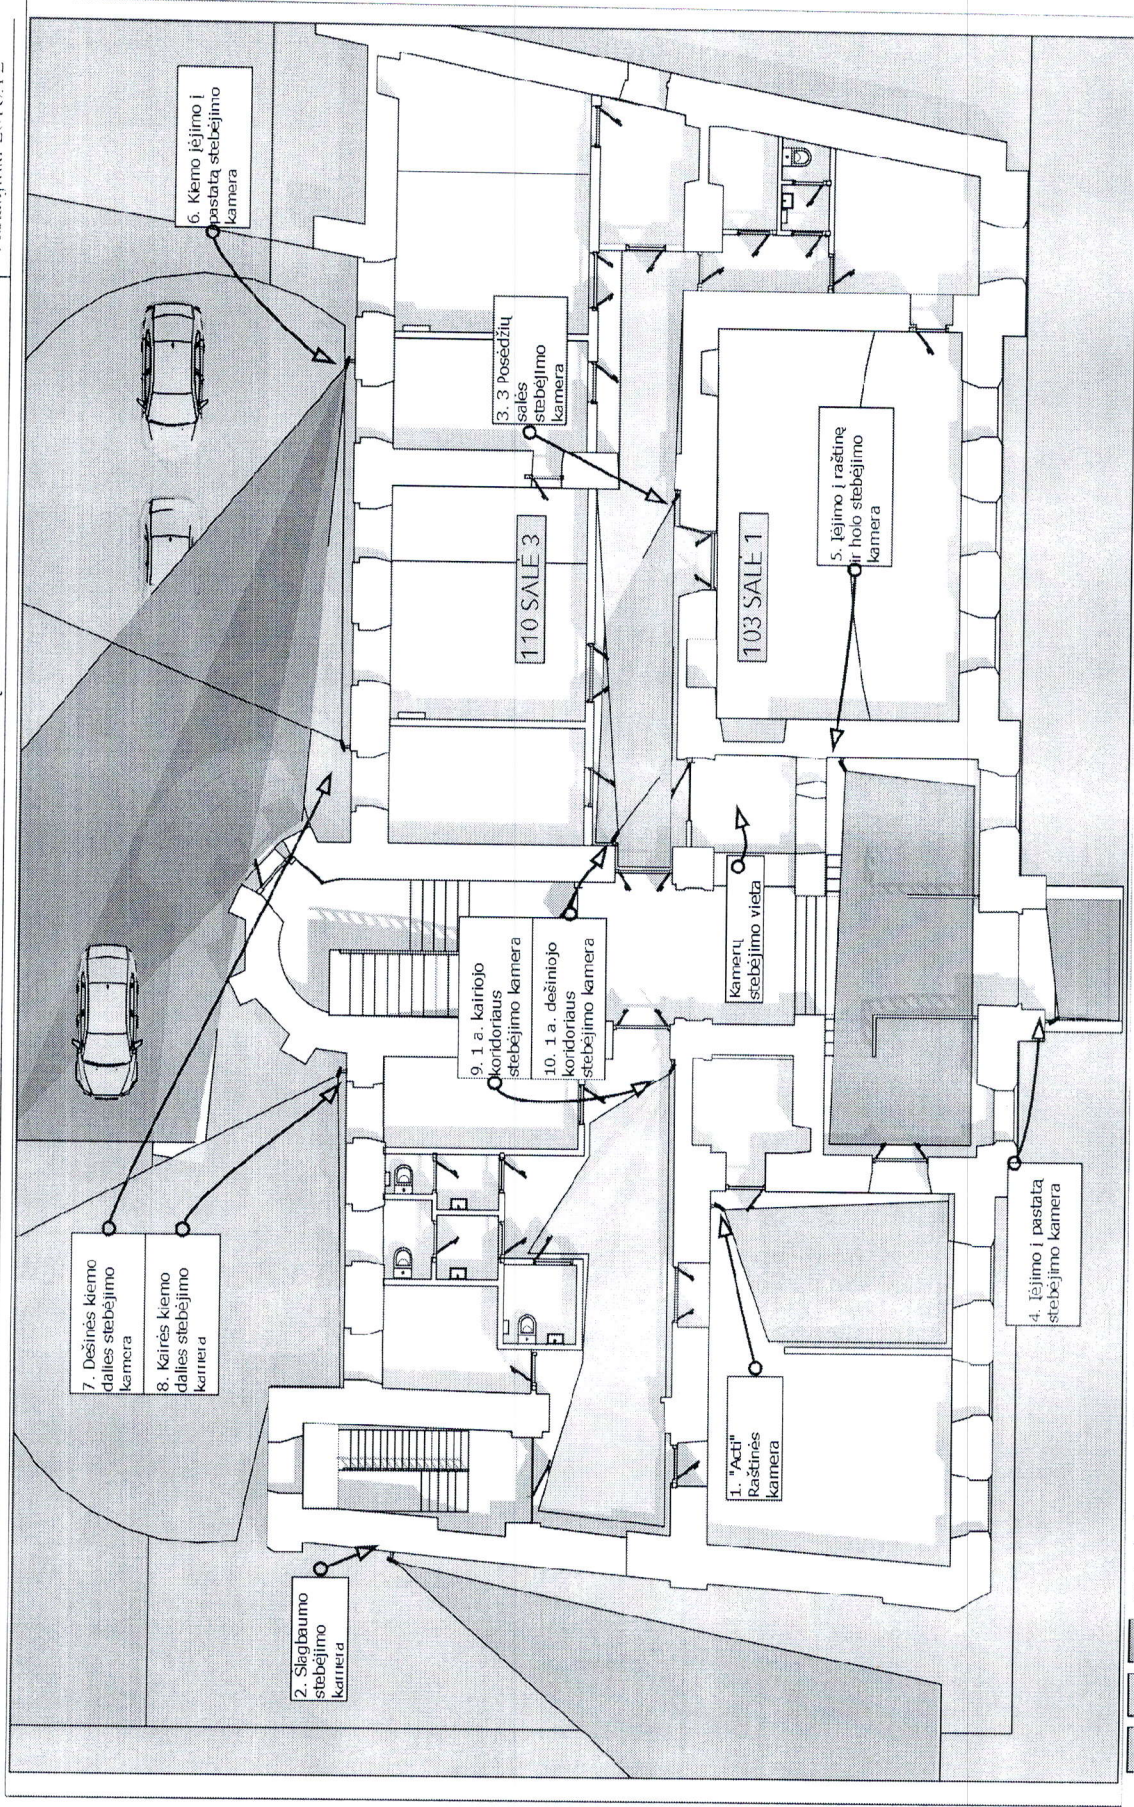 1. "Acti"
Raštinės
kamera
2. Šlagbaumo
stebėjimo
kamera
3. 3 Posėdžių
salės
stebėjimo
kamera
4. Įėjimo į pastatą
stebėjimo kamera
5. Įėjimo į raštinę
ir holo stebėjimo
kamera
6. Kiemo įėjimo į
pastatą stebėjimo
kamera
7. Dešinės kiemo
dalies stebėjimo
kamera
8. Kairės kiemo
dalies stebėjimo
kamera
9. 1 a. kairiojo
koridoriaus
stebėjimo kamera
10. 1 a. dešiniojo
koridoriaus
stebėjimo kamera
Kamerų
stebėjimo vieta
110 SALĖ 3
103 SALĖ 1